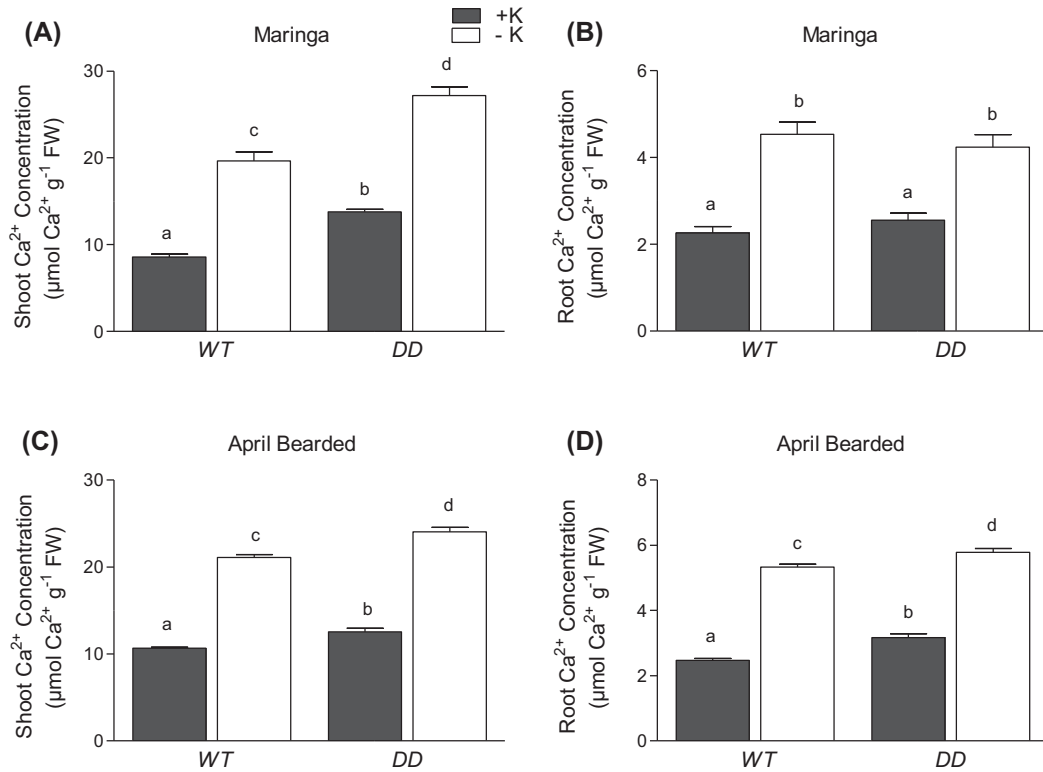 (A)
Maringa
+K
- K
Shoot Ca²⁺ Concentration
(µmol Ca²⁺ g⁻¹ FW)
30
20
10
0
a
c
b
d
WT
DD
(B)
Maringa
Root Ca²⁺ Concentration
(µmol Ca²⁺ g⁻¹ FW)
6
4
2
0
a
b
a
b
WT
DD
(C)
April Bearded
Shoot Ca²⁺ Concentration
(µmol Ca²⁺ g⁻¹ FW)
30
20
10
0
a
c
b
d
WT
DD
(D)
April Bearded
Root Ca²⁺ Concentration
(µmol Ca²⁺ g⁻¹ FW)
8
6
4
2
0
a
c
b
d
WT
DD